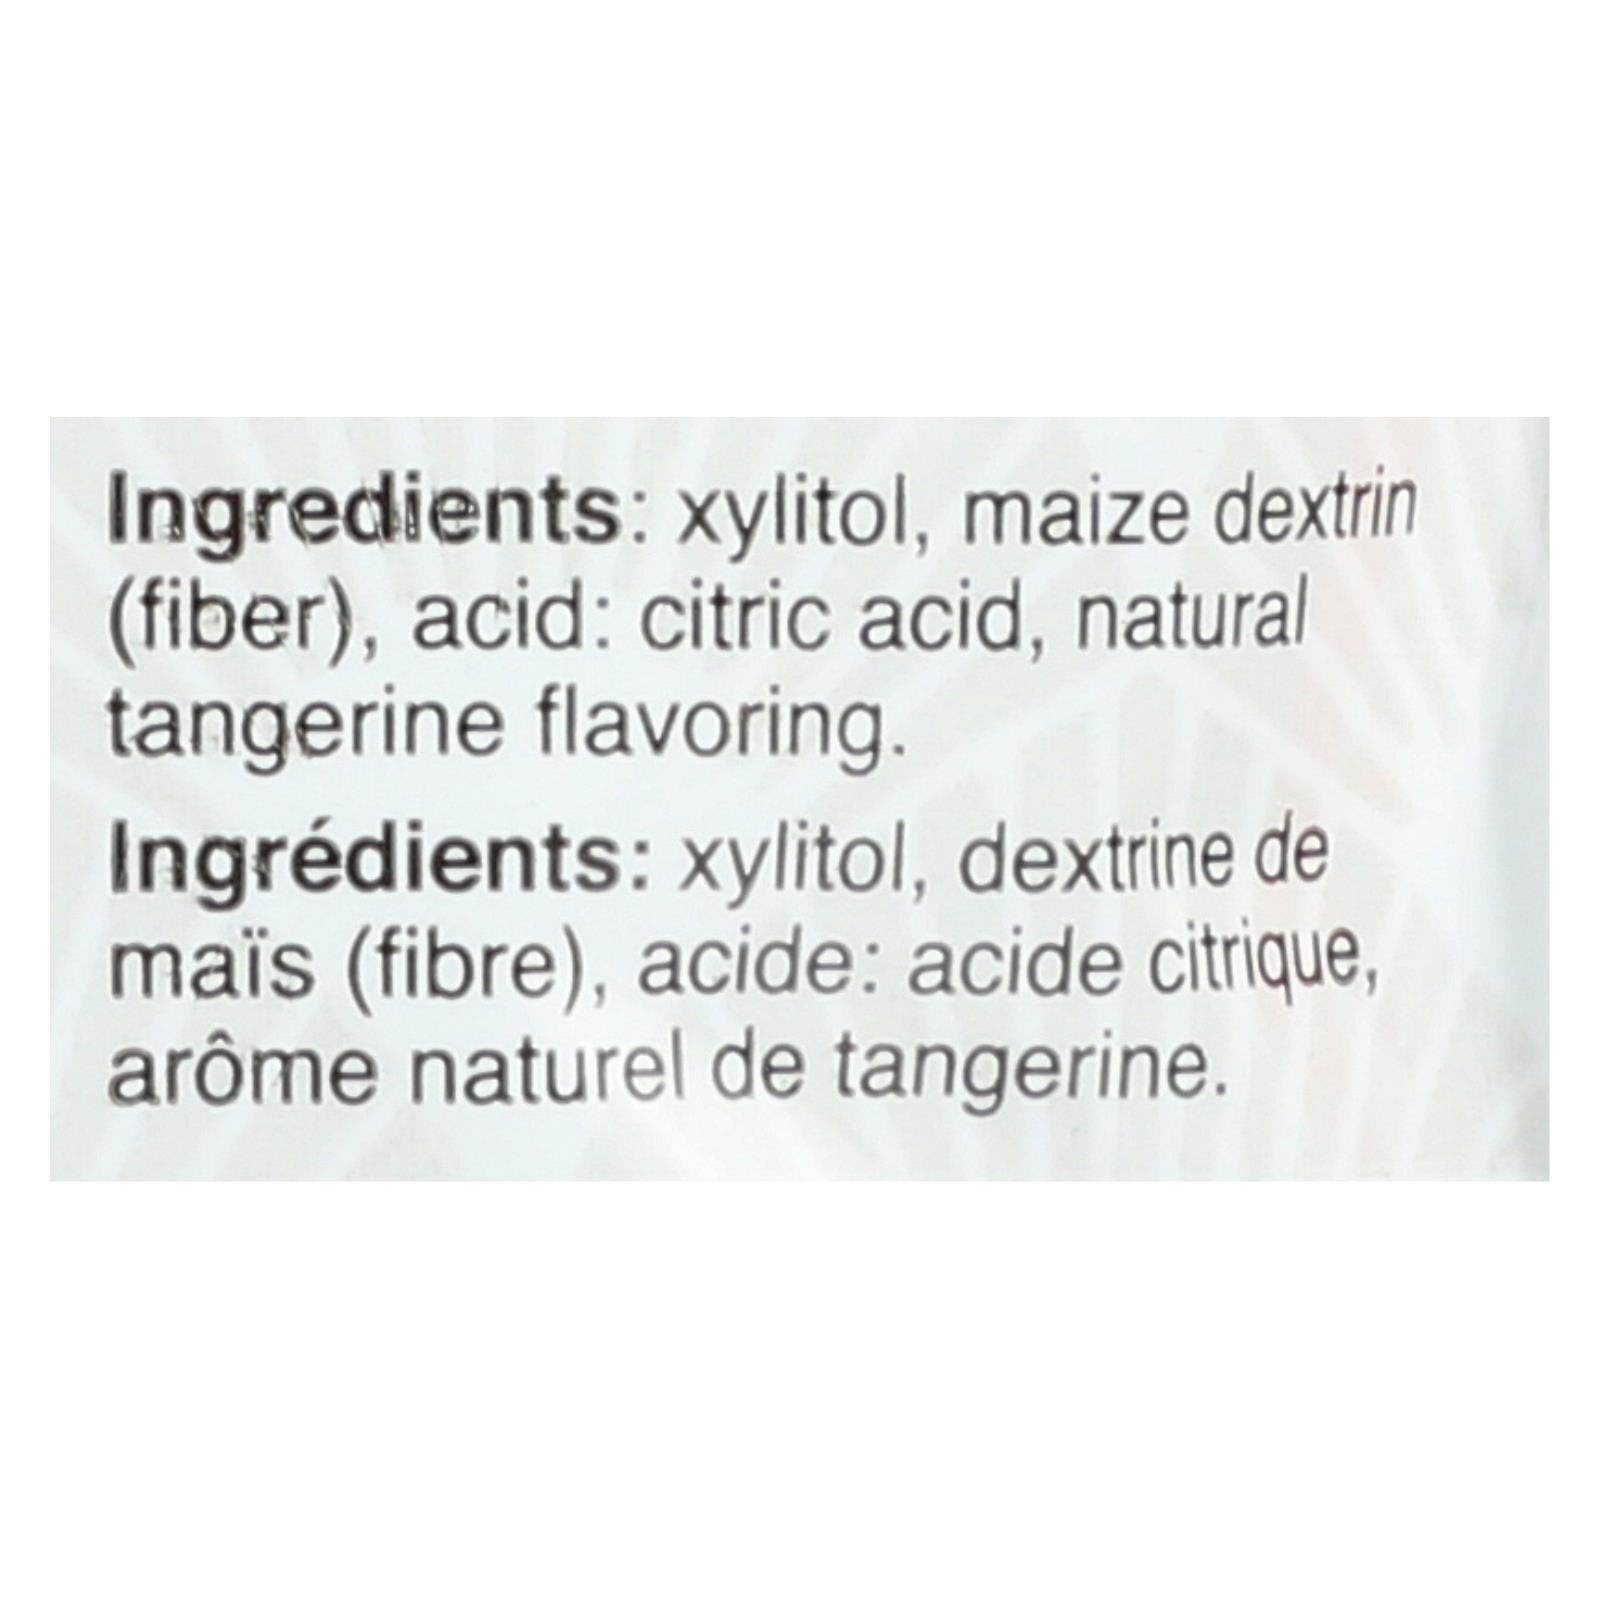 Ingredients: xylitol, maize dextrin
(fiber), acid: citric acid, natural
tangerine flavoring.
Ingrédients: xylitol, dextrine de
maïs (fibre), acide: acide citrique,
arôme naturel de tangerine.